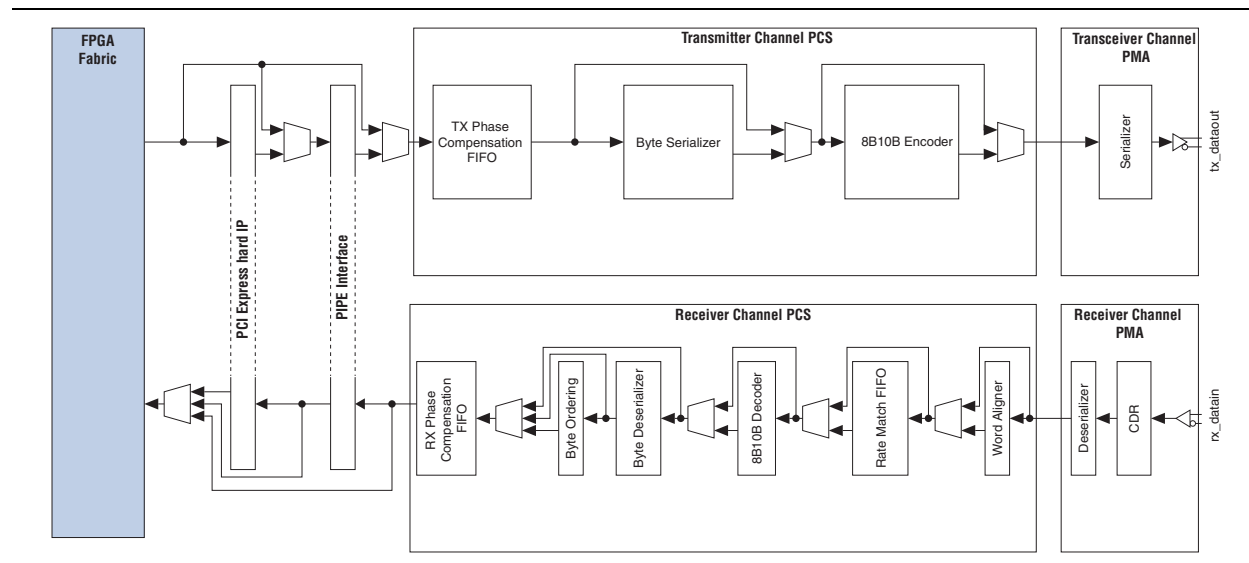 FPGA
Fabric
Transmitter Channel PCS
Transceiver Channel
PMA
TX Phase
Compensation
FIFO
Byte Serializer
8B10B Encoder
Serializer
tx_dataout
PCI Express hard IP
PIPE Interface
Receiver Channel PCS
Receiver Channel
PMA
RX Phase
Compensation
FIFO
Byte Ordering
Byte Deserializer
8B10B Decoder
Rate Match FIFO
Word Aligner
Deserializer
CDR
rx_datain